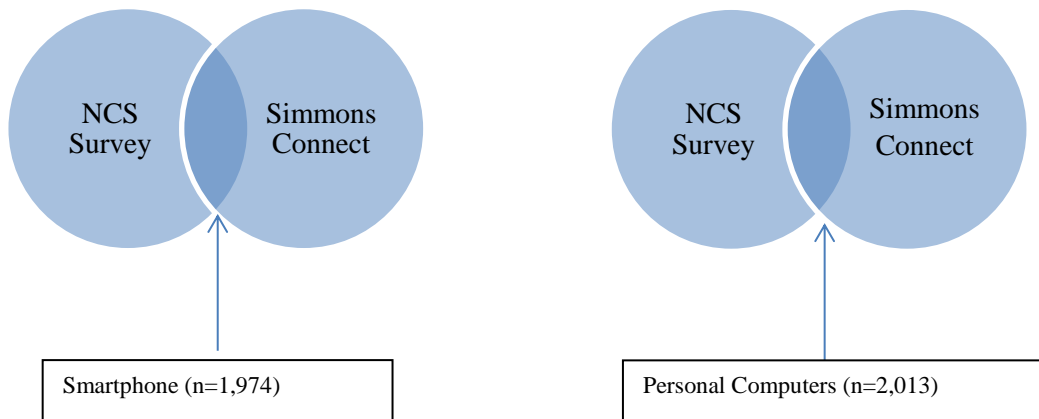 NCS
Survey
Simmons
Connect
NCS
Survey
Simmons
Connect
Smartphone (n=1,974)
Personal Computers (n=2,013)